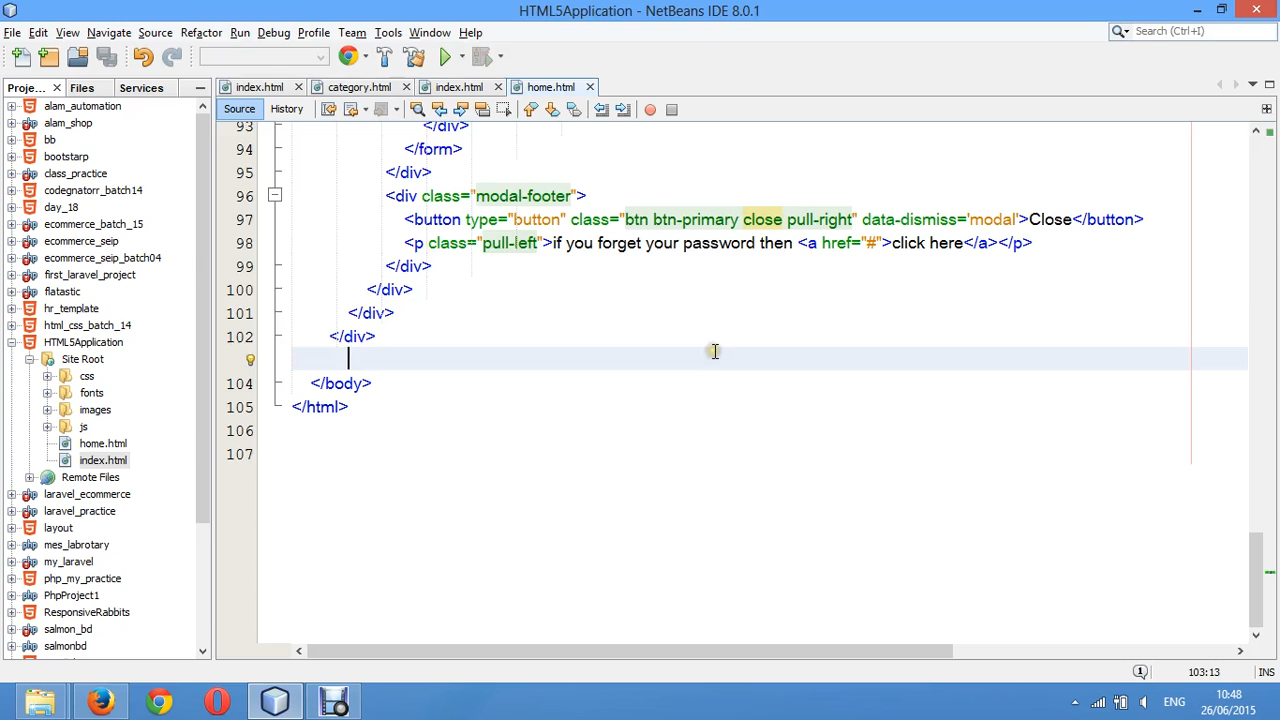 HTML5Application - NetBeans IDE 8.0.1
File Edit View Navigate Source Refactor Run Debug Profile Team Tools Window Help
Search (Ctrl+I)
Proje... Files Services
index.html category.html index.html home.html
Source History
alam_automation
alam_shop
bb
bootstarp
class_practice
codegnatorr_batch14
day_18
ecommerce_batch_15
ecommerce_seip
ecommerce_seip_batch04
first_laravel_project
flatastic
hr_template
html_css_batch_14
HTML5Application
Site Root
css
fonts
images
js
home.html
index.html
Remote Files
laravel_ecommerce
laravel_practice
layout
mes_labrotary
my_laravel
php_my_practice
PhpProject1
ResponsiveRabbits
salmon_bd
salmonbd
93 </div>
94 </form>
95 </div>
96 <div class="modal-footer">
97 <button type="button" class="btn btn-primary close pull-right" data-dismiss='modal'>Close</button>
98 <p class="pull-left">if you forget your password then <a href="#">click here</a></p>
99 </div>
100 </div>
101 </div>
102 </div>
104 </body>
105 </html>
106
107
1
103:13
INS
ENG
10:48
26/06/2015